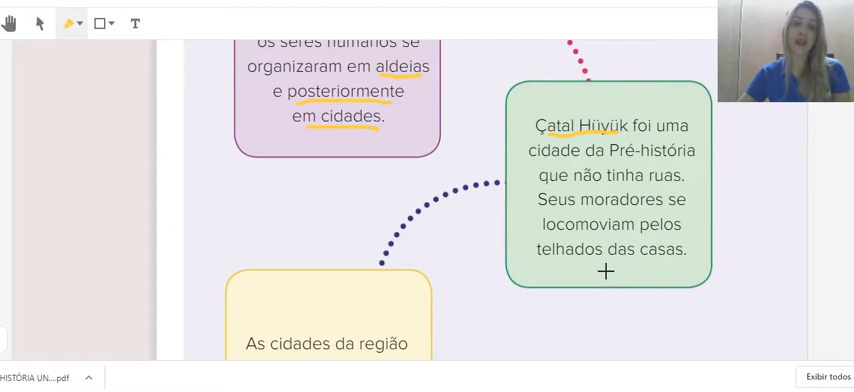 T
os seres humanos se
organizaram em aldeias
e posteriormente
em cidades.
Çatal Hüyük foi uma
cidade da Pré-história
que não tinha ruas.
Seus moradores se
locomoviam pelos
telhados das casas.
As cidades da região
HISTÓRIA UN....pdf
Exibir todos